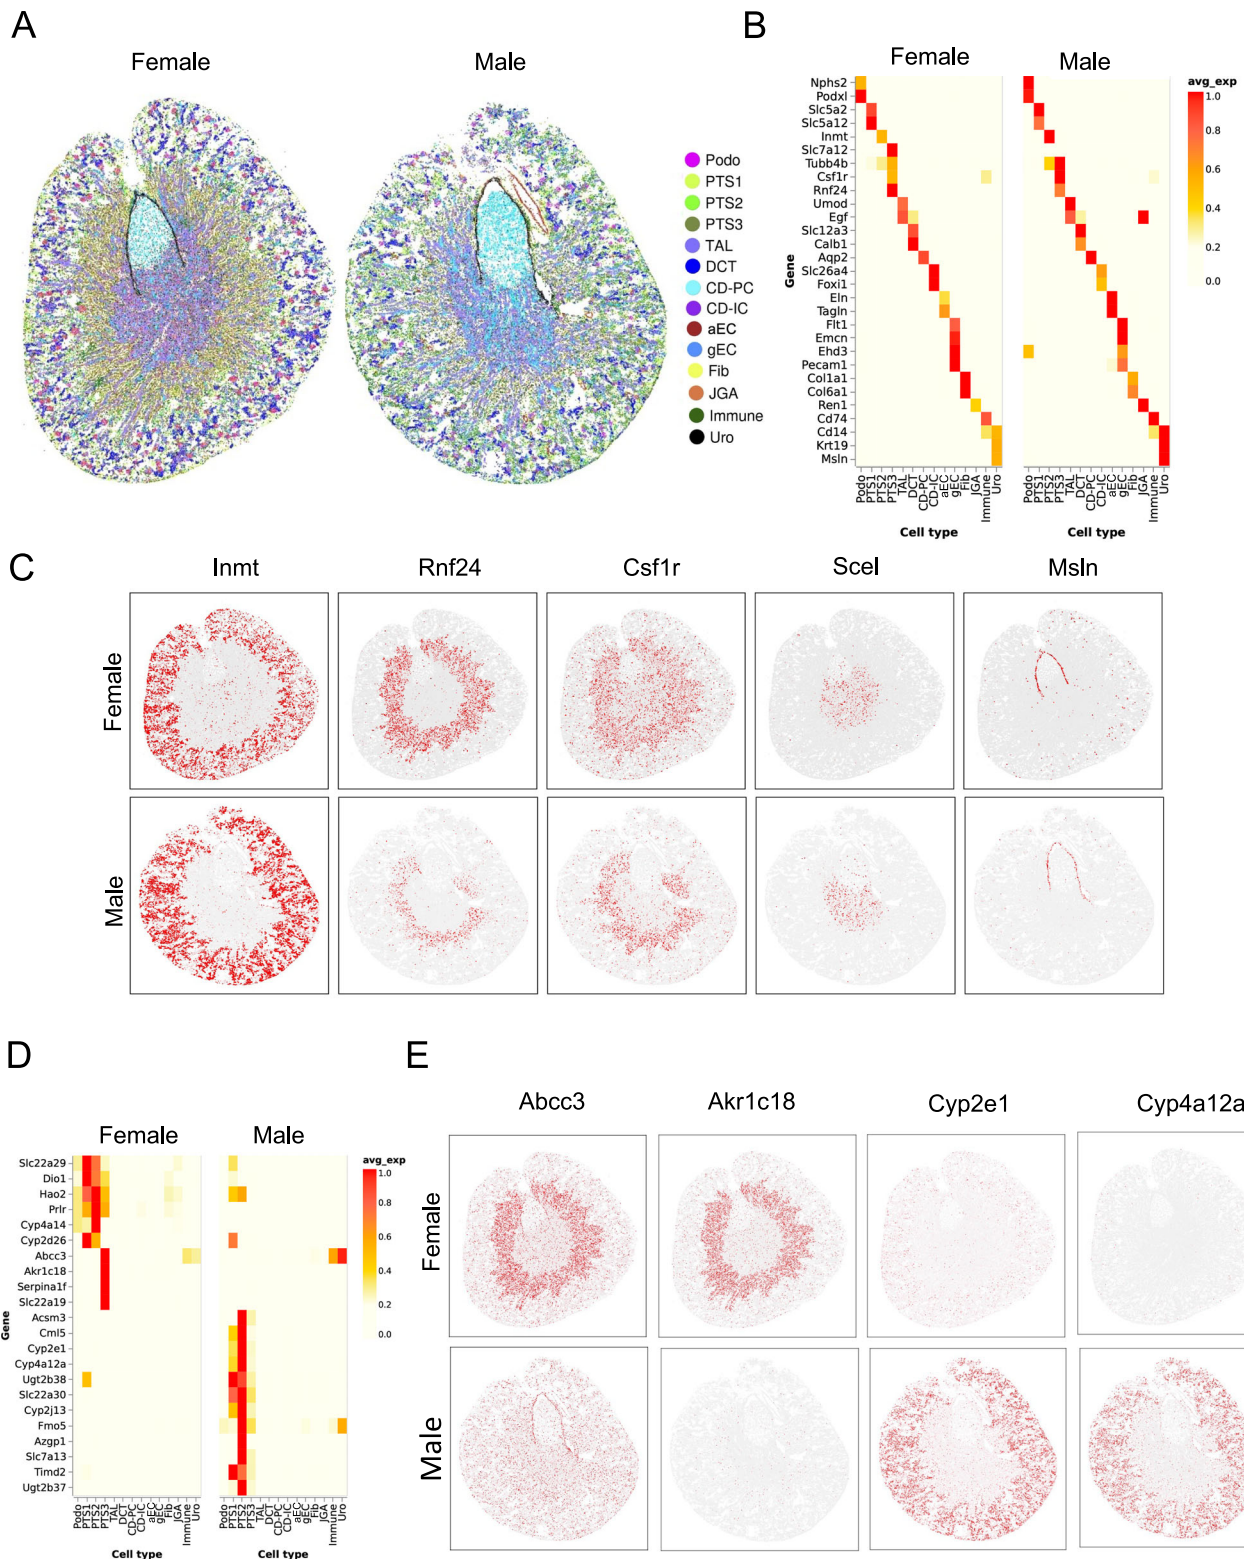 A
Female
Male
Podo
PTS1
PTS2
PTS3
TAL
DCT
CD-PC
CD-IC
aEC
gEC
Fib
JGA
Immune
Uro
B
Female
Male
Gene
Nphs2
Podxl
Slc5a2
Slc5a12
Inmt
Slc7a12
Tubb4b
Csf1r
Rnf24
Umod
Egf
Slc12a3
Calb1
Aqp2
Slc26a4
Foxi1
Eln
Tagln
Flt1
Emcn
Ehd3
Pecam1
Col1a1
Col6a1
Ren1
Cd74
Cd14
Krt19
Msln
Podo PTS1 PTS2 PTS3 TAL DCT CD-PC CD-IC aEC gEC Fib JGA Immune Uro
Cell type
Podo PTS1 PTS2 PTS3 TAL DCT CD-PC CD-IC aEC gEC Fib JGA Immune Uro
Cell type
avg_exp
1.0
0.8
0.6
0.4
0.2
0.0
C
Inmt Rnf24 Csf1r Scel Msln
Female
Male
D
Female
Male
Gene
Slc22a29
Dio1
Hao2
Prlr
Cyp4a14
Cyp2d26
Abcc3
Akr1c18
Serpina1f
Slc22a19
Acsm3
Cml5
Cyp2e1
Cyp4a12a
Ugt2b38
Slc22a30
Cyp2j13
Fmo5
Azgp1
Slc7a13
Timd2
Ugt2b37
Podo PTS1 PTS2 PTS3 TAL DCT CD-PC CD-IC aEC gEC Fib JGA Immune Uro
Cell type
Podo PTS1 PTS2 PTS3 TAL DCT CD-PC CD-IC aEC gEC Fib JGA Immune Uro
Cell type
avg_exp
1.0
0.8
0.6
0.4
0.2
0.0
E
Abcc3 Akr1c18 Cyp2e1 Cyp4a12a
Female
Male